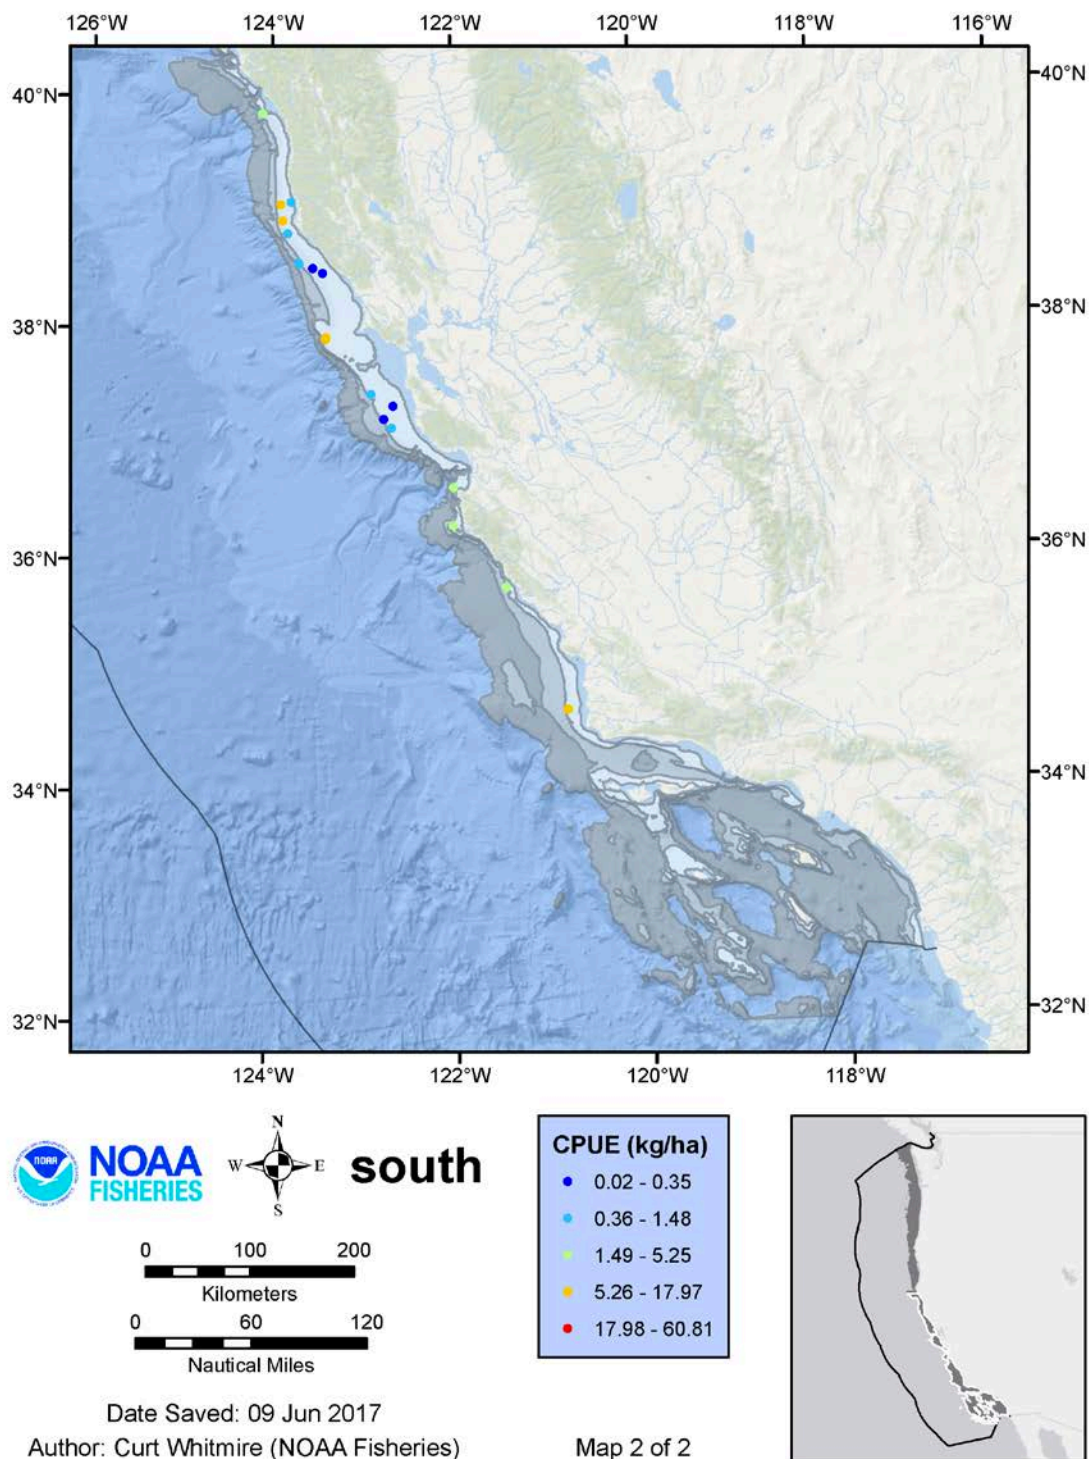 126°W 124°W 122°W 120°W 118°W 116°W
40°N 40°N
38°N 38°N
36°N 36°N
34°N 34°N
32°N 32°N
124°W 122°W 120°W 118°W
NOAA
NOAA
FISHERIES
N
W E
S
south
0 100 200
Kilometers
0 60 120
Nautical Miles
Date Saved: 09 Jun 2017
Author: Curt Whitmire (NOAA Fisheries)
CPUE (kg/ha)
0.02 - 0.35
0.36 - 1.48
1.49 - 5.25
5.26 - 17.97
17.98 - 60.81
Map 2 of 2